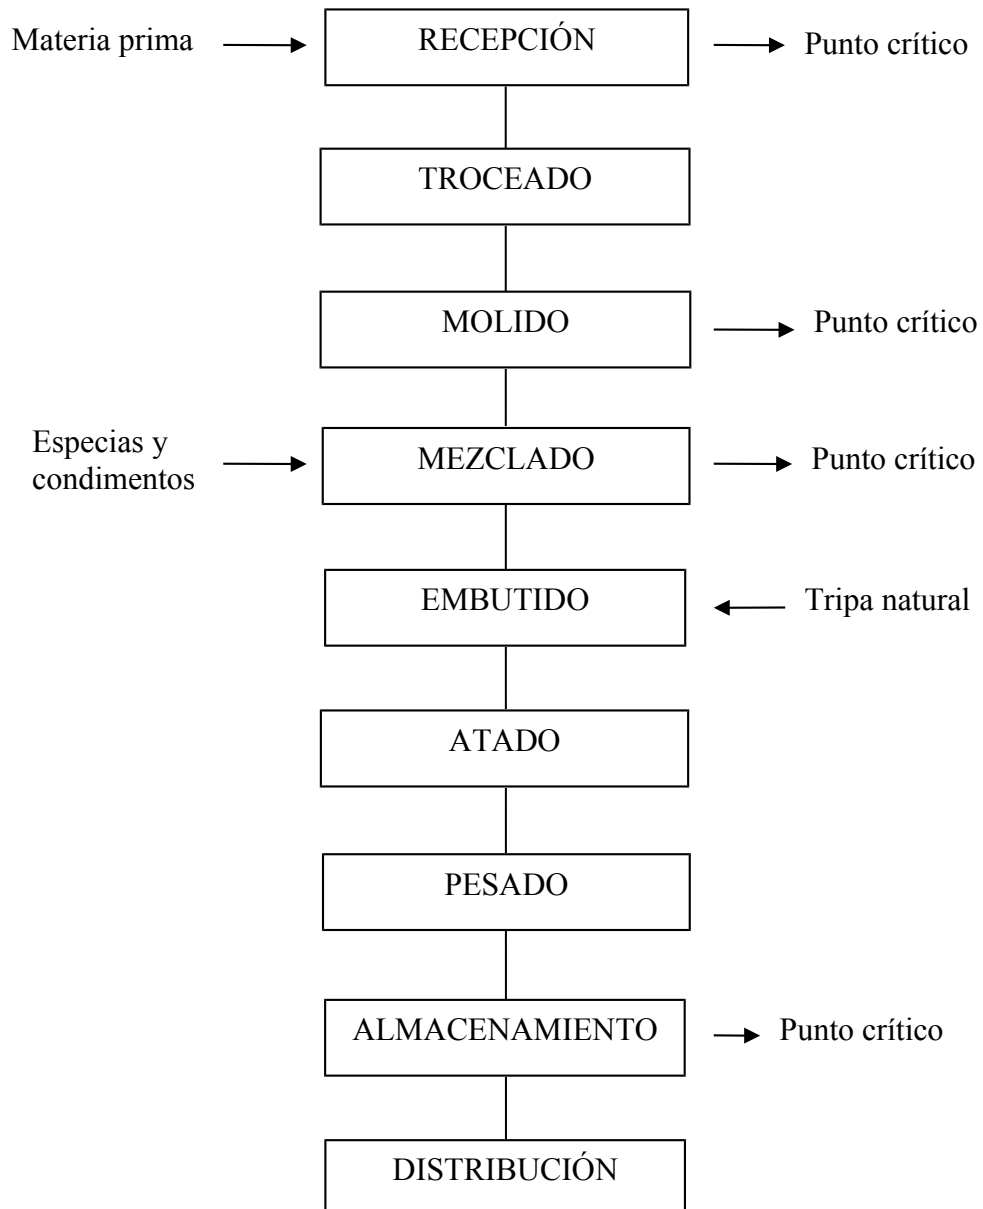 Materia prima
RECEPCIÓN
Punto crítico
TROCEADO
MOLIDO
Punto crítico
Especias y
condimentos
MEZCLADO
Punto crítico
EMBUTIDO
Tripa natural
ATADO
PESADO
ALMACENAMIENTO
Punto crítico
DISTRIBUCIÓN